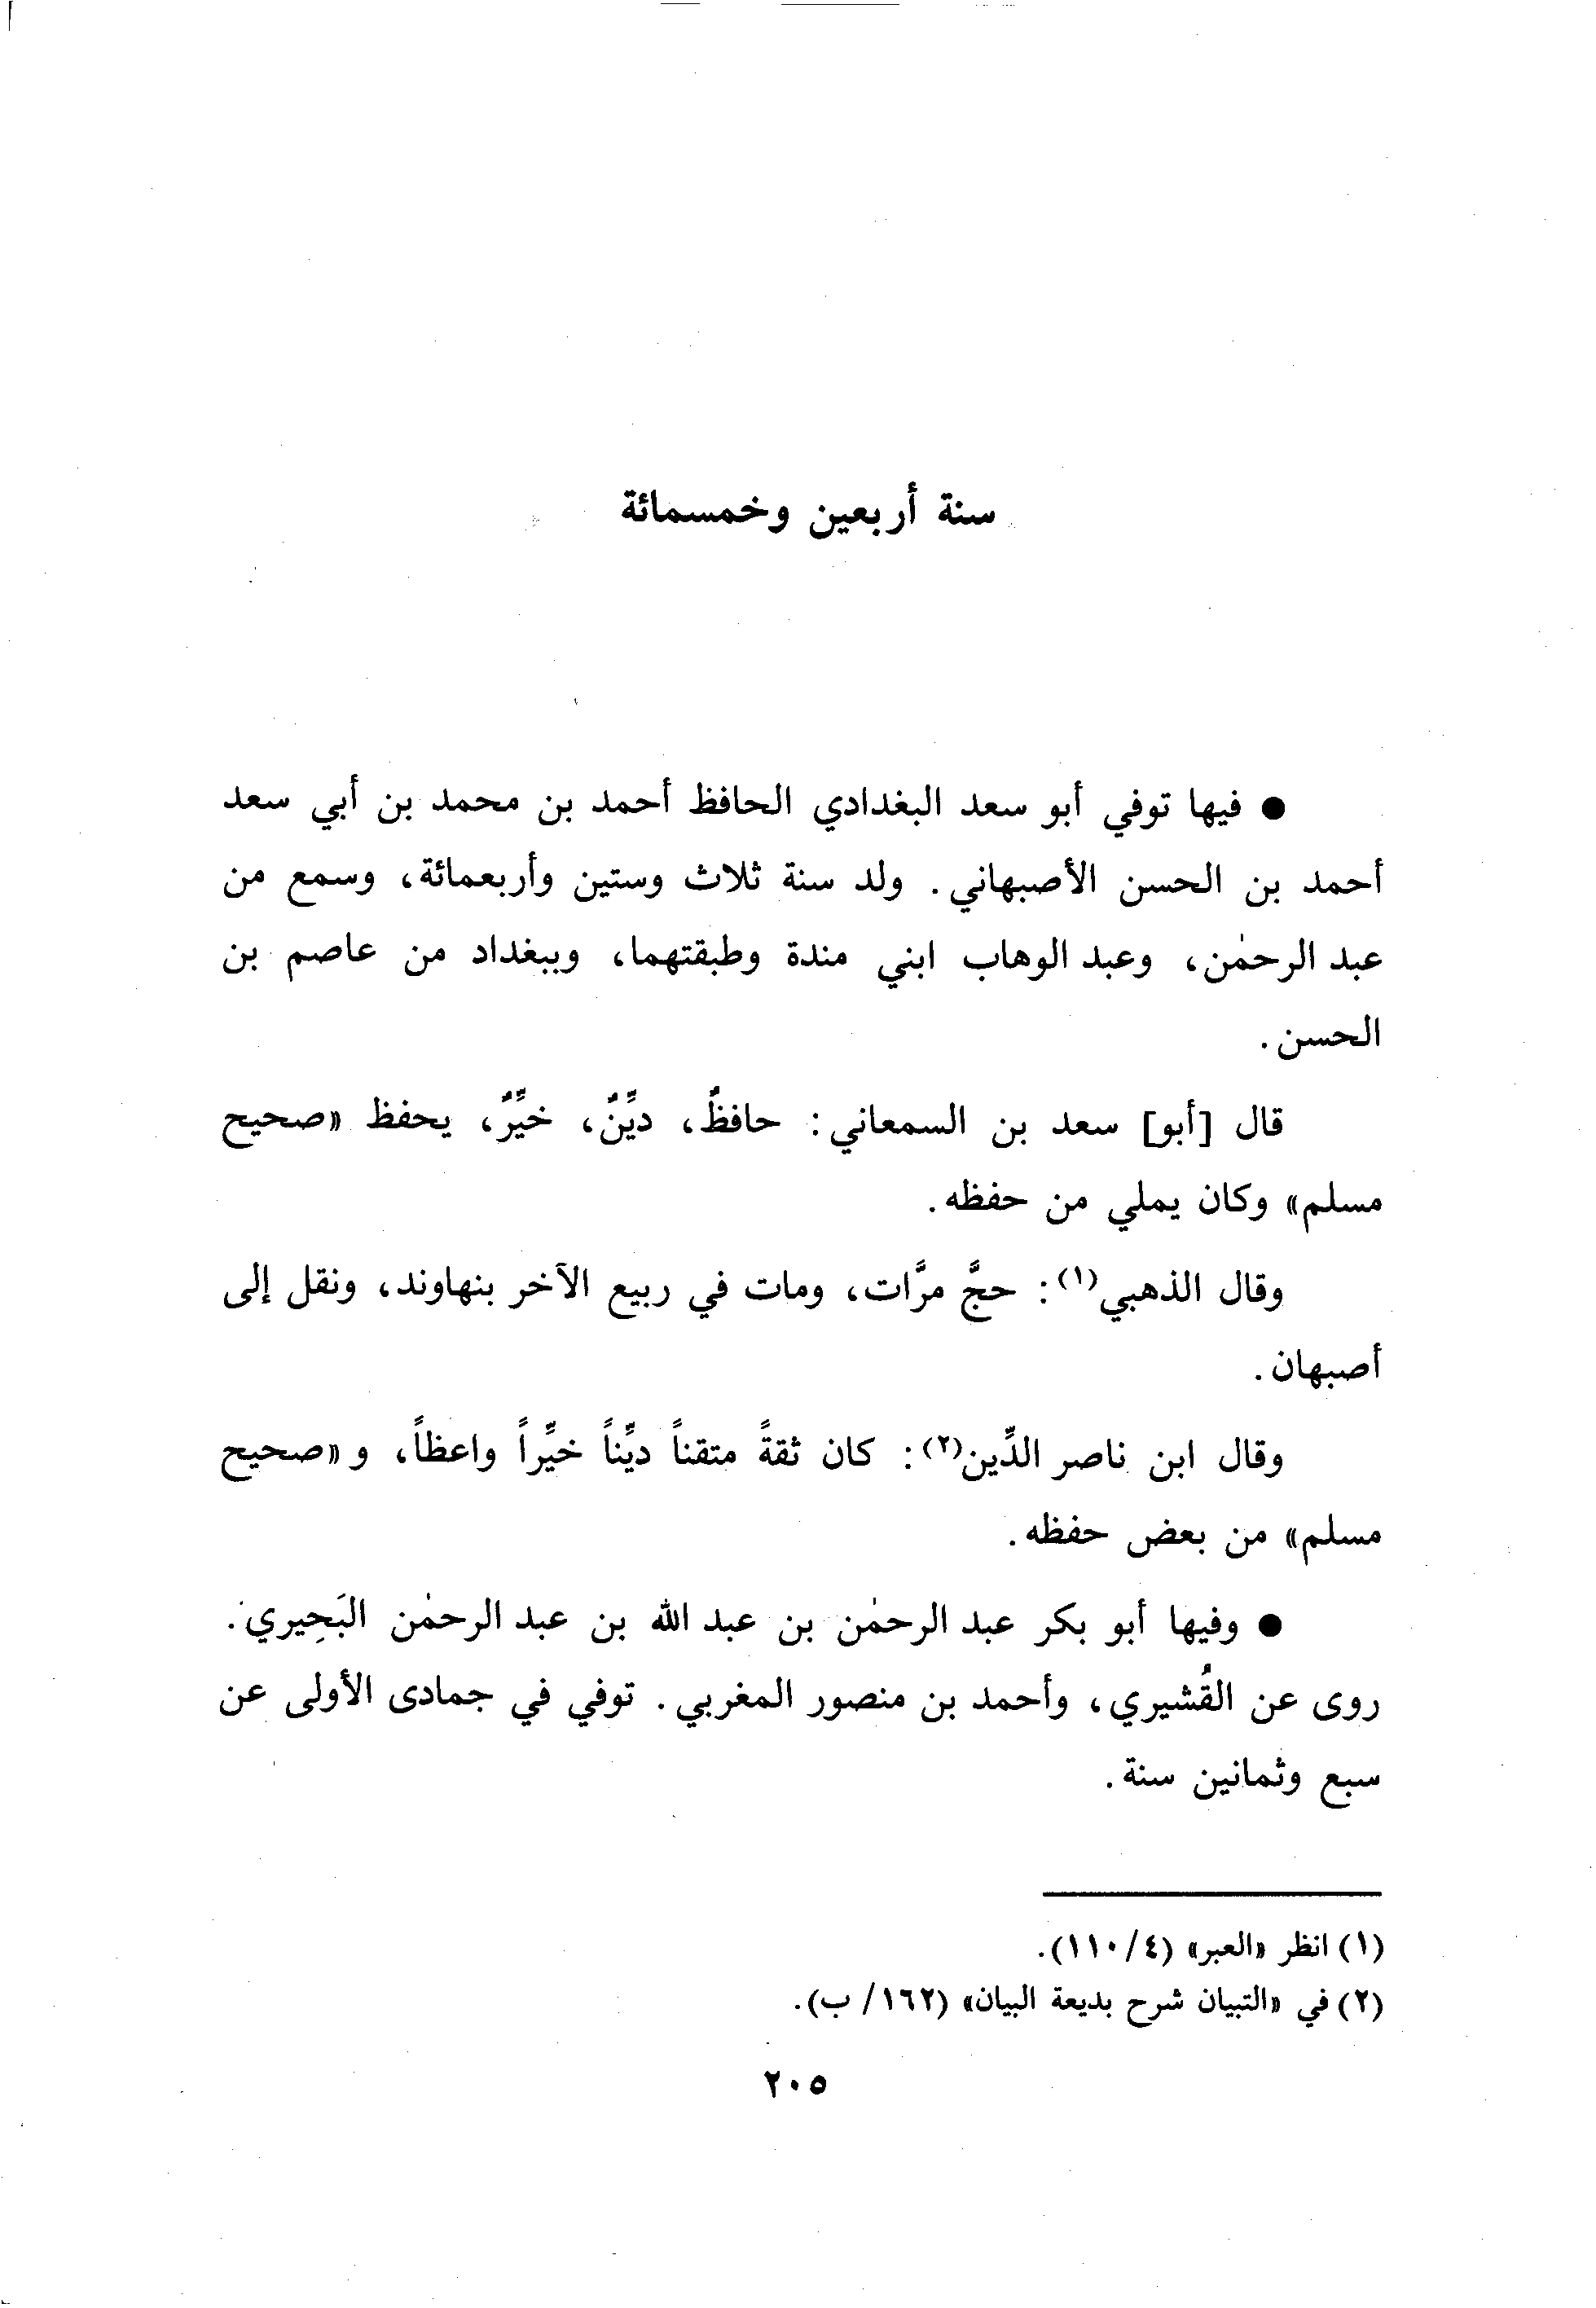 سنة أربعين وخمسمائة
● فيها توفي أبو سعد البغدادي الحافظ أحمد بن محمد بن أبي سعد
أحمد بن الحسن الأصبهاني. ولد سنة ثلاث وستين وأربعمائة، وسمع من
عبد الرحمٰن، وعبد الوهاب ابني مندة وطبقتهما، وببغداد من عاصم بن
الحسن.
قال [أبو] سعد بن السمعاني: حافظٌ، ديِّنٌ، خيِّرٌ، يحفظ «صحيح
مسلم» وكان يملي من حفظه.
وقال الذهبي(١): حجَّ مرَّات، ومات في ربيع الآخر بنهاوند، ونقل إلى
أصبهان.
وقال ابن ناصر الدِّين(٢): كان ثقةً متقناً ديِّناً خيِّراً واعظاً، و«صحيح
مسلم» من بعض حفظه.
● وفيها أبو بكر عبد الرحمٰن بن عبد الله بن عبد الرحمٰن البَحِيري.
روى عن القُشيري، وأحمد بن منصور المغربي. توفي في جمادى الأولى عن
سبع وثمانين سنة.
(١) انظر «العبر» (٤/١١٠).
(٢) في «التبيان شرح بديعة البيان» (١٦٢/ ب).
٢٠٥